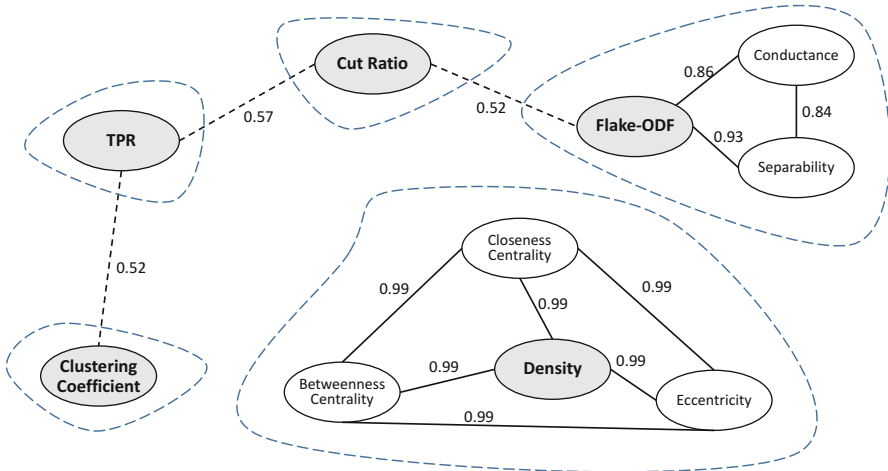 Cut Ratio
Conductance
0.86
0.57
0.52
Flake-ODF
0.84
TPR
0.93
Separability
0.52
Closeness
Centrality
0.99
0.99
0.99
Clustering
Coefficient
0.99
Density
0.99
Betweenness
Centrality
Eccentricity
0.99